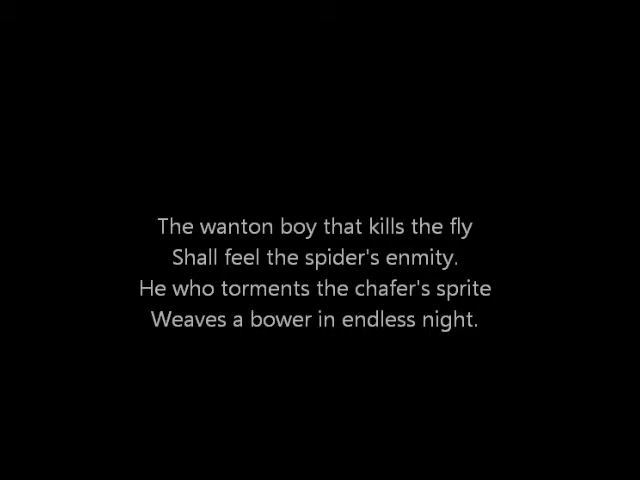 The wanton boy that kills the fly
Shall feel the spider's enmity.
He who torments the chafer's sprite
Weaves a bower in endless night.